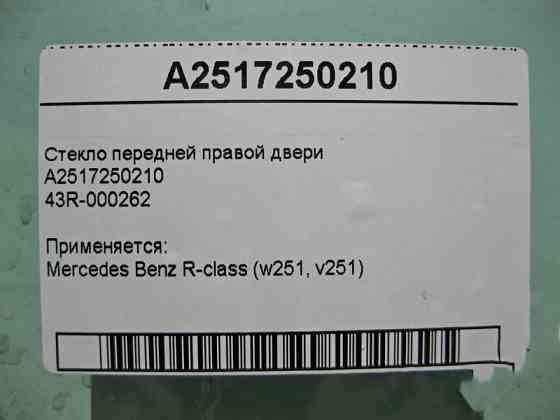 A2517250210
Стекло передней правой двери
A2517250210
43R-000262
Применяется:
Mercedes Benz R-class (w251, v251)